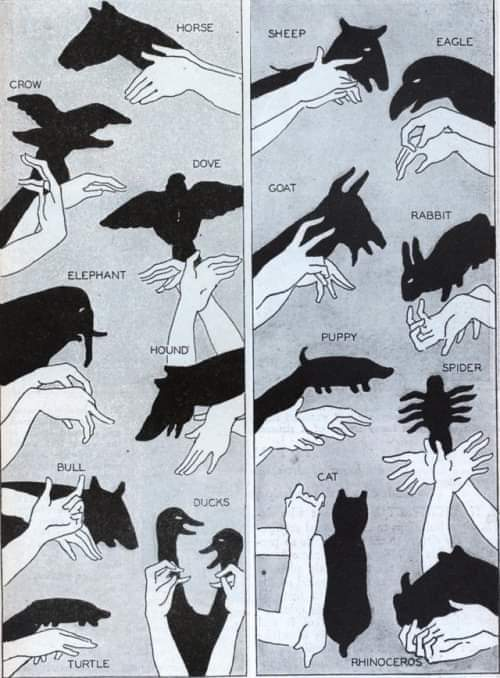 HORSE
CROW
DOVE
ELEPHANT
HOUND
BULL
DUCKS
TURTLE
SHEEP
EAGLE
GOAT
RABBIT
PUPPY
SPIDER
CAT
RHINOCEROS